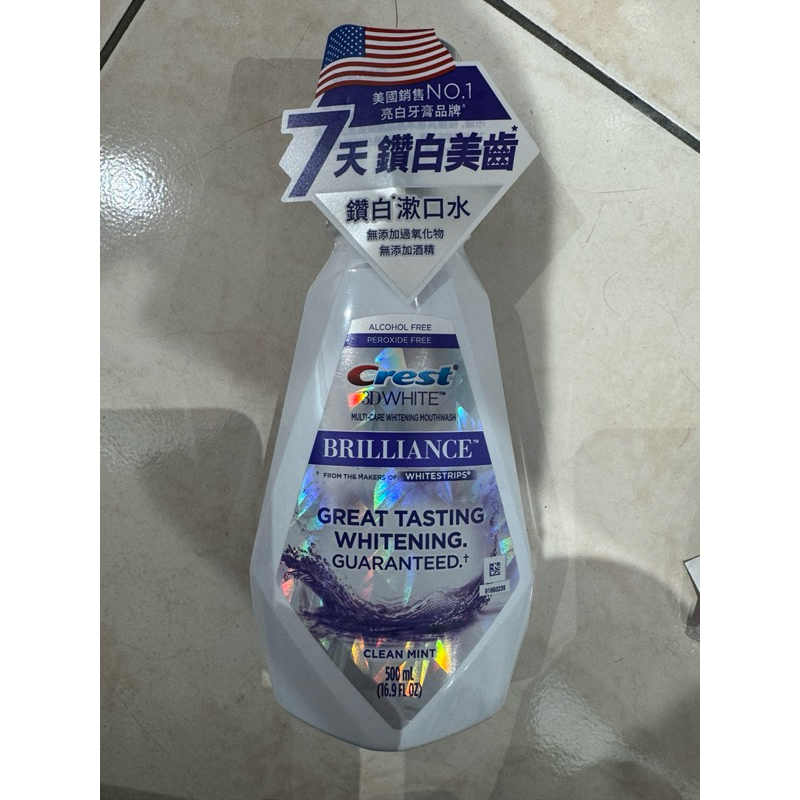 美國銷售NO.1
亮白牙膏品牌^
7天 鑽白美齒*
鑽白*漱口水
無添加過氧化物
無添加酒精
ALCOHOL FREE
PEROXIDE FREE
Crest®
3DWHITE™
MULTI-CARE WHITENING MOUTHWASH
BRILLIANCE™
FROM THE MAKERS OF: WHITESTRIPS®
GREAT TASTING
WHITENING.
GUARANTEED.†
91860239
CLEAN MINT
500 mL
(16.9 FL OZ)